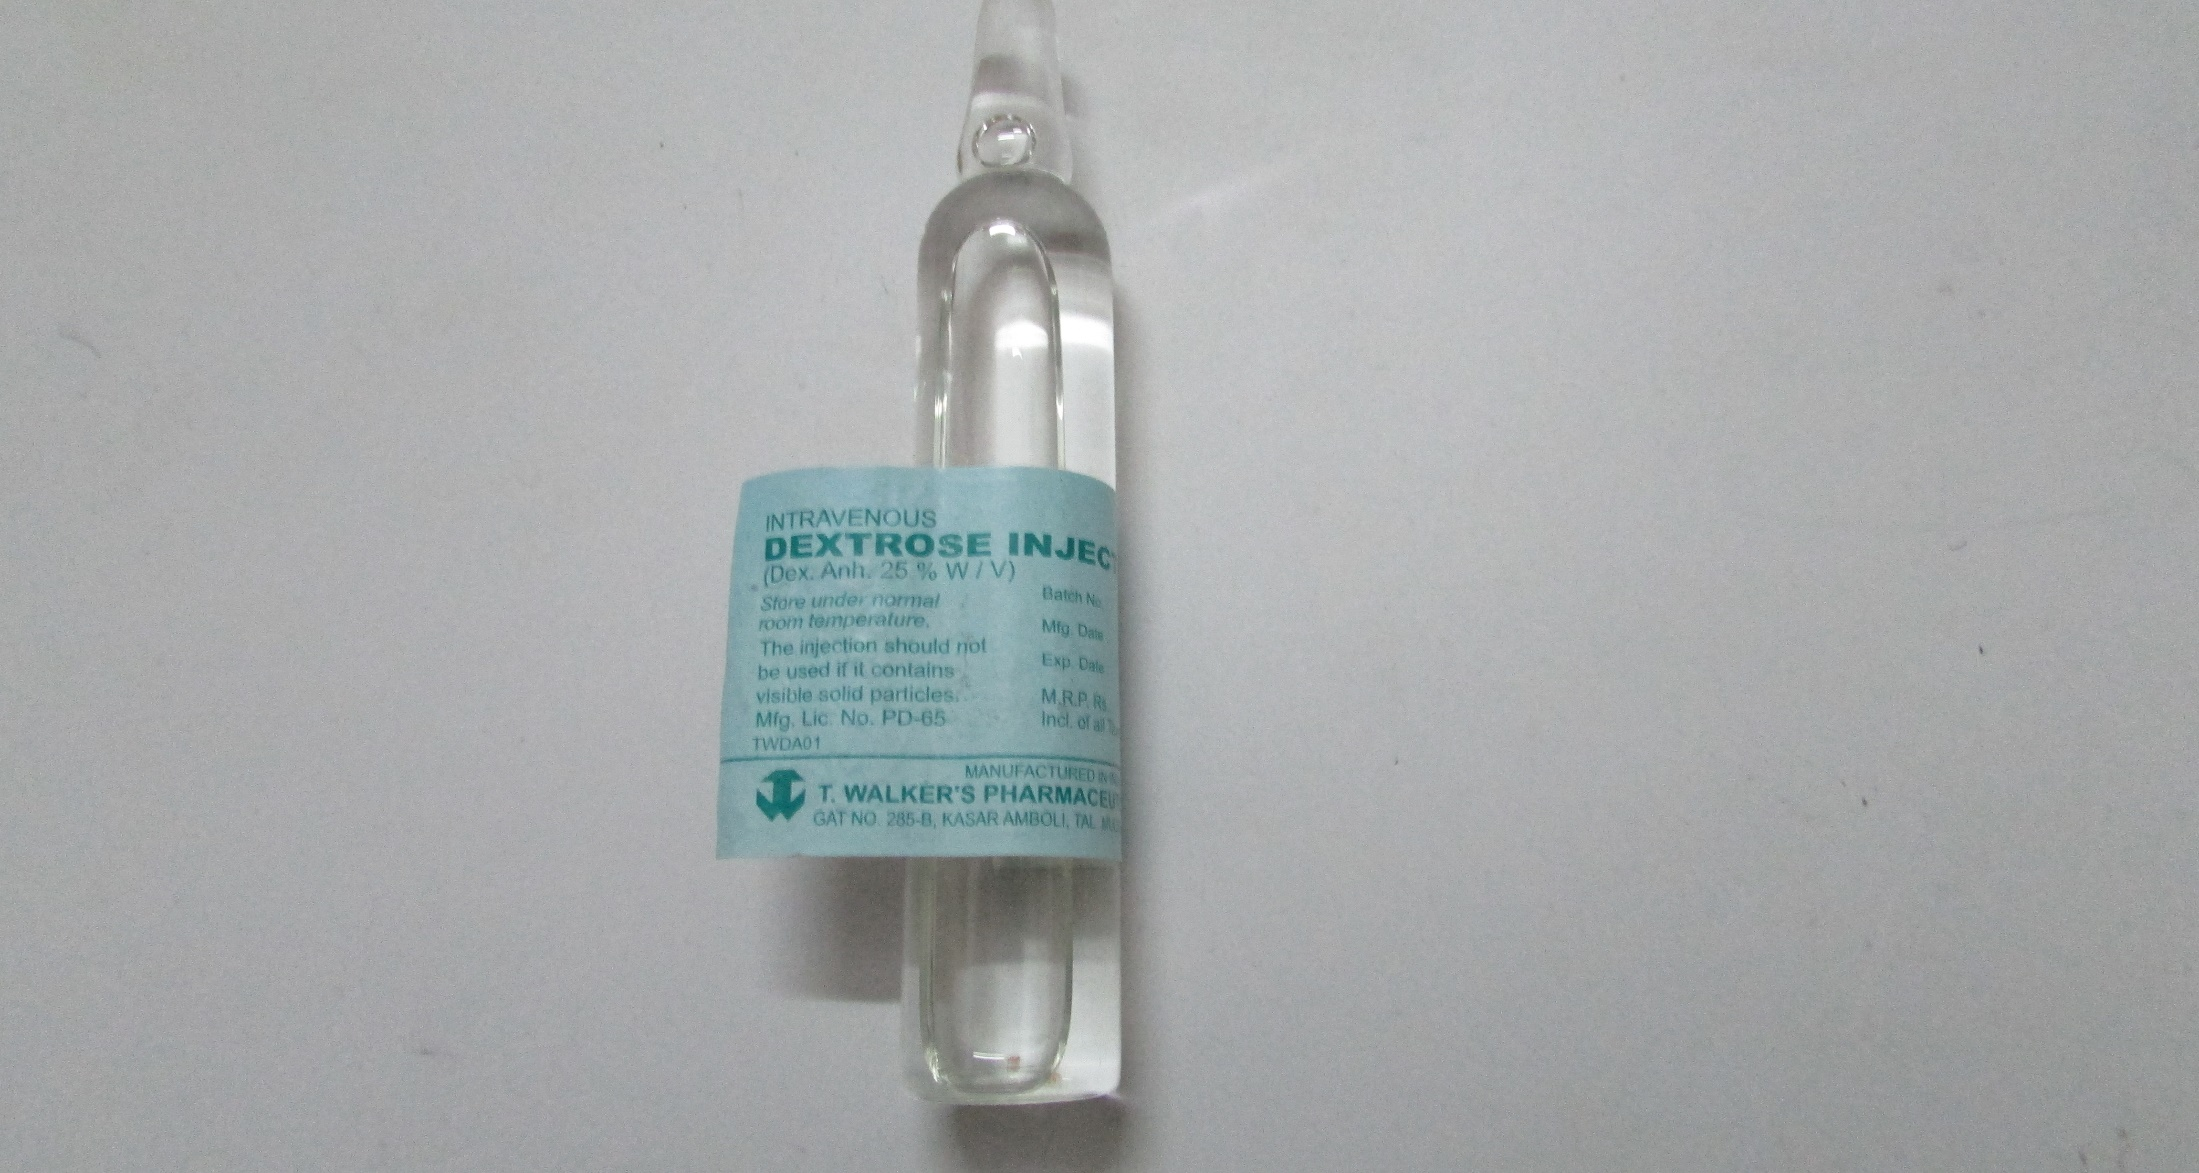 INTRAVENOUS
DEXTROSE INJEC
(Dex. Anh. 25 % W / V)
Store under normal
room temperature.
The injection should not
be used if it contains
visible solid particles.
Mfg. Lic. No. PD-65
TWDA01
Batch No.
Mfg. Date
Exp. Date
M.R.P. Rs.
Incl. of all
MANUFACTURED IN
T. WALKER'S PHARMACEU
GAT NO. 285-B, KASAR AMBOLI, TAL.